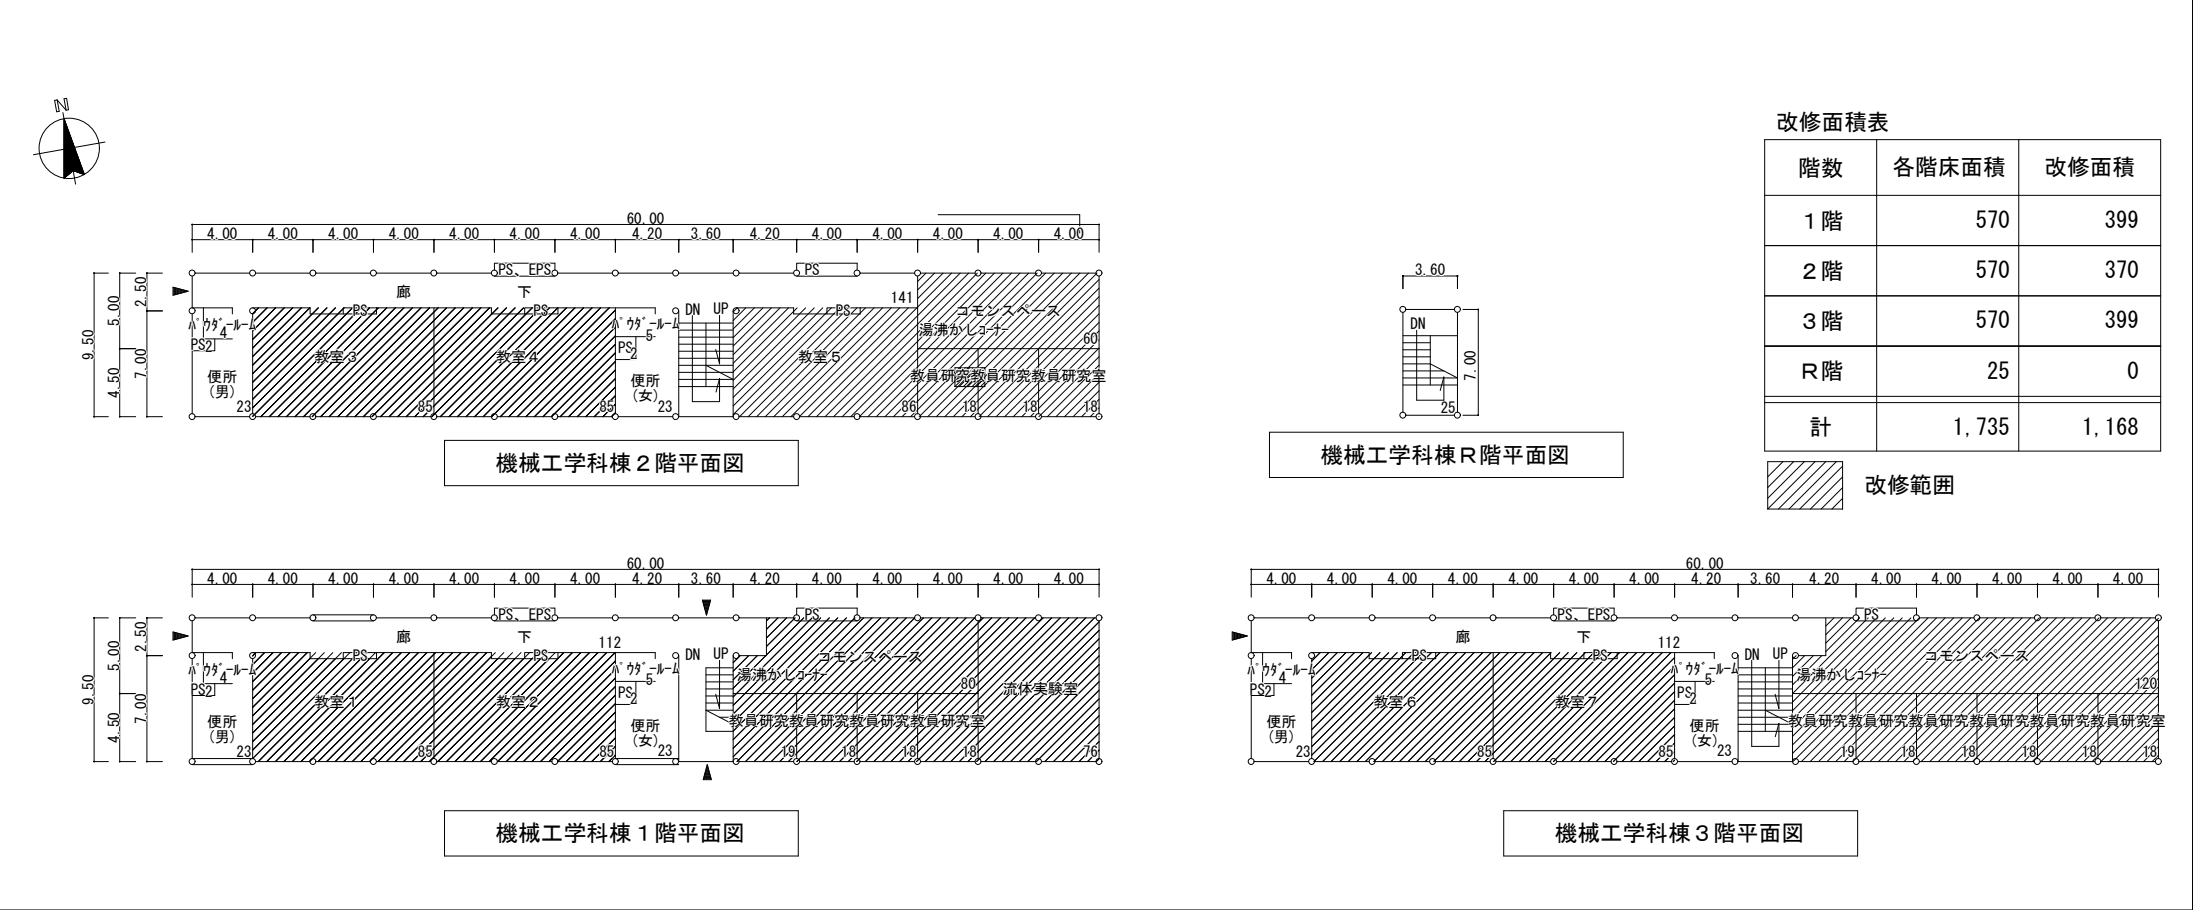 N
改修面積表
階数 各階床面積 改修面積
1階 570 399
2階 570 370
3階 570 399
R階 25 0
計 1,735 1,168
改修範囲
60.00
4.00 4.00 4.00 4.00 4.00 4.00 4.00 4.20 3.60 4.20 4.00 4.00 4.00 4.00 4.00
PS、EPS PS
9.50 5.00 4.50 2.50 7.00
廊 下 141
PS PS DN UP PS
パウダールーム 4 パウダールーム 5
PS2 PS2
教室3 教室4 教室5
コモンスペース
湯沸かしコーナー
60
教員研究教員研究教員研究室
便所 便所
(男) (女)
23 85 85 23 86 18 18 18
機械工学科棟2階平面図
3.60
DN
7.00
25
機械工学科棟R階平面図
60.00
4.00 4.00 4.00 4.00 4.00 4.00 4.00 4.20 3.60 4.20 4.00 4.00 4.00 4.00 4.00
PS、EPS PS
9.50 5.00 4.50 2.50 7.00
廊 下 112
PS PS DN UP
パウダールーム 4 パウダールーム 5
PS2 PS2
教室1 教室2
コモンスペース
湯沸かしコーナー
80
流体実験室
教員研究教員研究教員研究教員研究室
便所 便所
(男) (女)
23 85 85 23 19 18 18 18 76
機械工学科棟1階平面図
60.00
4.00 4.00 4.00 4.00 4.00 4.00 4.00 4.20 3.60 4.20 4.00 4.00 4.00 4.00 4.00
PS、EPS PS
廊 下 112
PS PS DN UP
パウダールーム 4 パウダールーム 5
PS2 PS2
教室6 教室7
コモンスペース
湯沸かしコーナー
120
教員研究教員研究教員研究教員研究教員研究教員研究室
便所 便所
(男) (女)
23 85 85 23 19 18 18 18 18 18
機械工学科棟3階平面図